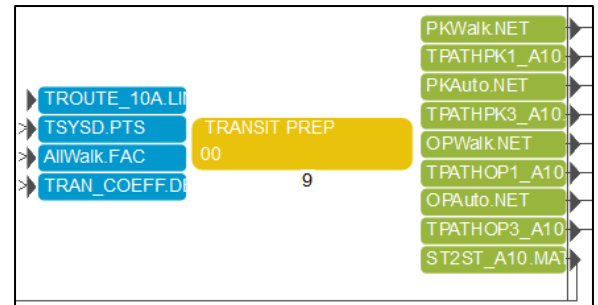 PKWalk.NET
TPATHPK1_A10.
PKAuto.NET
TPATHPK3_A10.
OPWalk.NET
TPATHOP1_A10
OPAuto.NET
TPATHOP3_A10
ST2ST_A10.MA
TROUTE_10A.LI
TSYSD.PTS
AllWalk.FAC
TRAN_COEFF.D
TRANSIT PREP
00
9